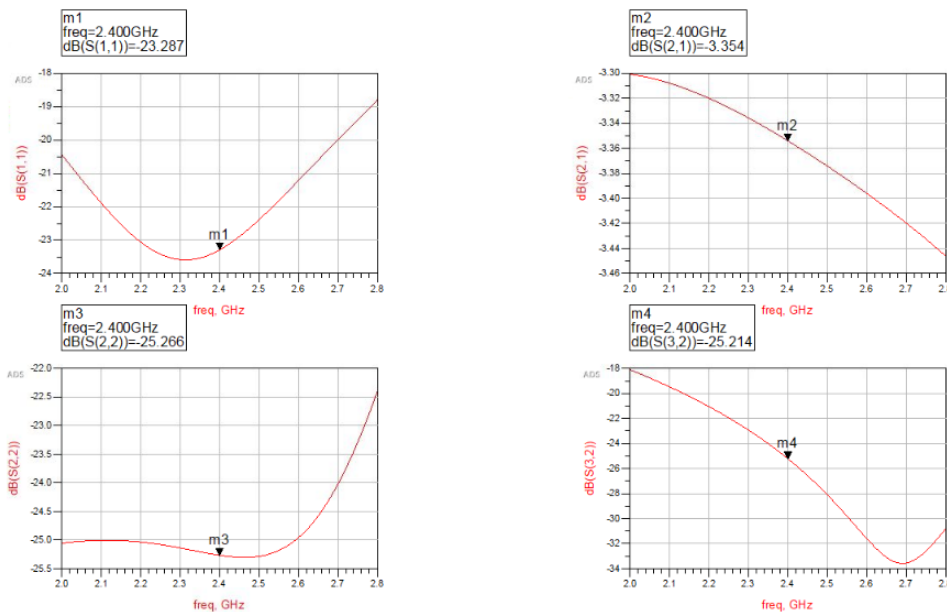 m1
freq=2.400GHz
dB(S(1,1))=-23.287
m2
freq=2.400GHz
dB(S(2,1))=-3.354
ADS
-18
-19
-20
-21
-22
-23
-24
dB(S(1,1))
m1
2.0 2.1 2.2 2.3 2.4 2.5 2.6 2.7 2.8
freq, GHz
ADS
-3.30
-3.32
-3.34
-3.36
-3.38
-3.40
-3.42
-3.44
-3.46
dB(S(2,1))
m2
2.0 2.1 2.2 2.3 2.4 2.5 2.6 2.7 2.8
freq, GHz
m3
freq=2.400GHz
dB(S(2,2))=-25.266
m4
freq=2.400GHz
dB(S(3,2))=-25.214
ADS
-22.0
-22.5
-23.0
-23.5
-24.0
-24.5
-25.0
-25.5
dB(S(2,2))
m3
2.0 2.1 2.2 2.3 2.4 2.5 2.6 2.7 2.8
freq, GHz
ADS
-18
-20
-22
-24
-26
-28
-30
-32
-34
dB(S(3,2))
m4
2.0 2.1 2.2 2.3 2.4 2.5 2.6 2.7
freq, GHz